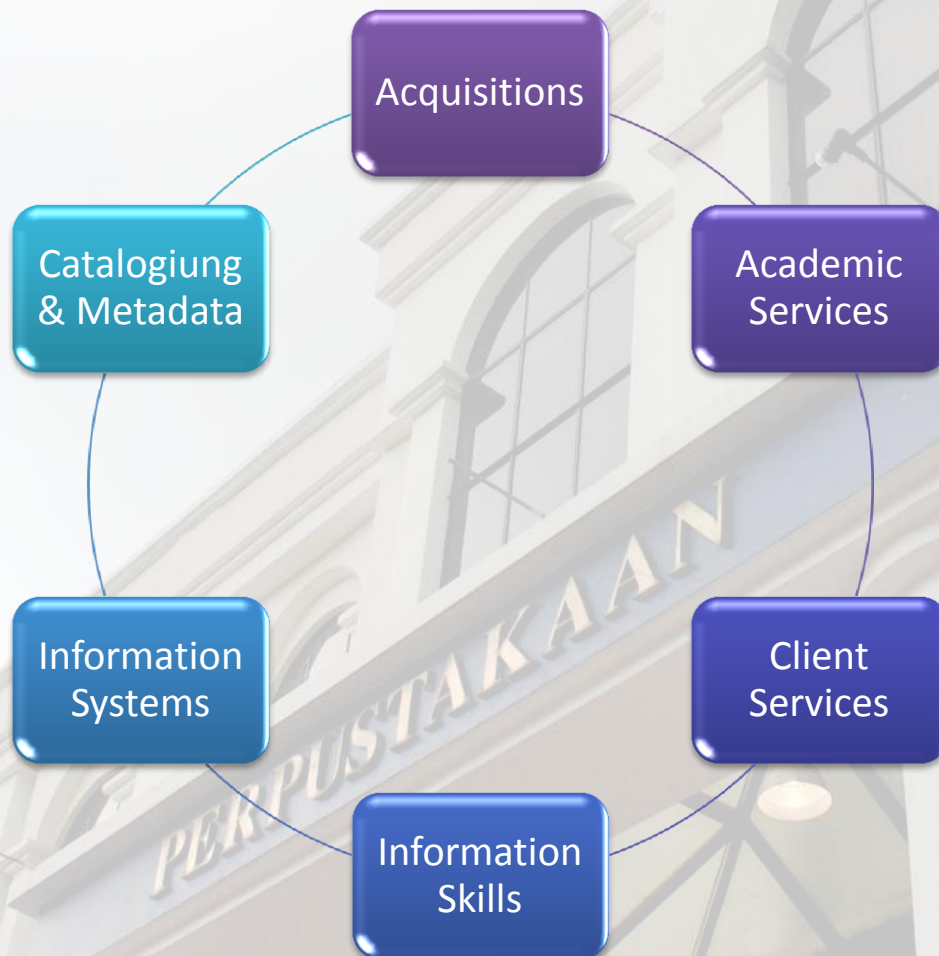 Acquisitions
Academic
Services
Client
Services
Information
Skills
Information
Systems
Catalogiung
& Metadata
PERPUSTAKAAN